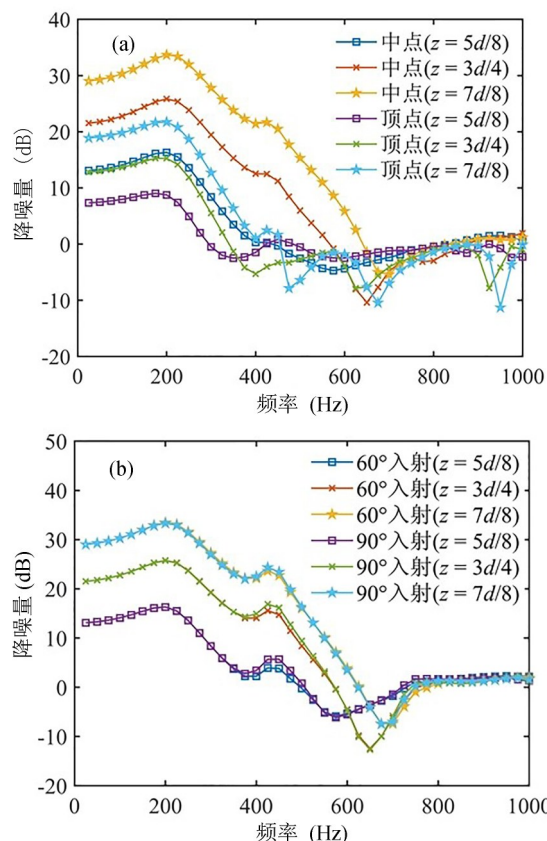 (a)
中点(z = 5d/8)
中点(z = 3d/4)
中点(z = 7d/8)
顶点(z = 5d/8)
顶点(z = 3d/4)
顶点(z = 7d/8)
降噪量 (dB)
40
30
20
10
0
-10
-20
0
200
400
600
800
1000
频率 (Hz)
(b)
60°入射(z = 5d/8)
60°入射(z = 3d/4)
60°入射(z = 7d/8)
90°入射(z = 5d/8)
90°入射(z = 3d/4)
90°入射(z = 7d/8)
降噪量 (dB)
50
40
30
20
10
0
-10
-20
0
200
400
600
800
1000
频率 (Hz)